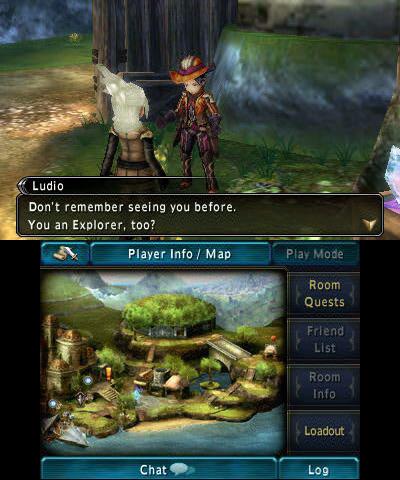 Ludio
Don't remember seeing you before.
You an Explorer, too?
Player Info / Map
Play Mode
Room
Quests
Friend
List
Room
Info
Loadout
Chat
Log